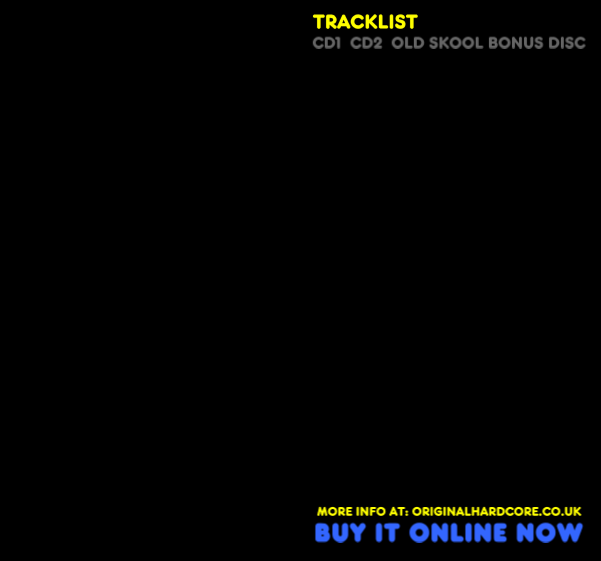 TRACKLIST
CD1 CD2 OLD SKOOL BONUS DISC
MORE INFO AT: ORIGINALHARDCORE.CO.UK
BUY IT ONLINE NOW